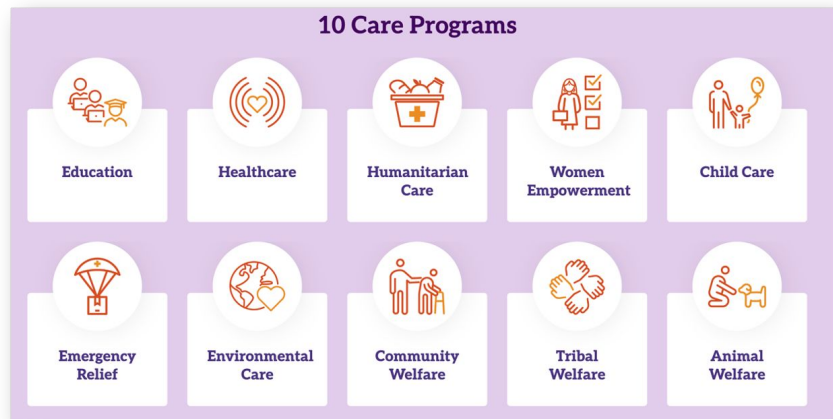 10 Care Programs
Education
Healthcare
Humanitarian
Care
Women
Empowerment
Child Care
Emergency
Relief
Environmental
Care
Community
Welfare
Tribal
Welfare
Animal
Welfare